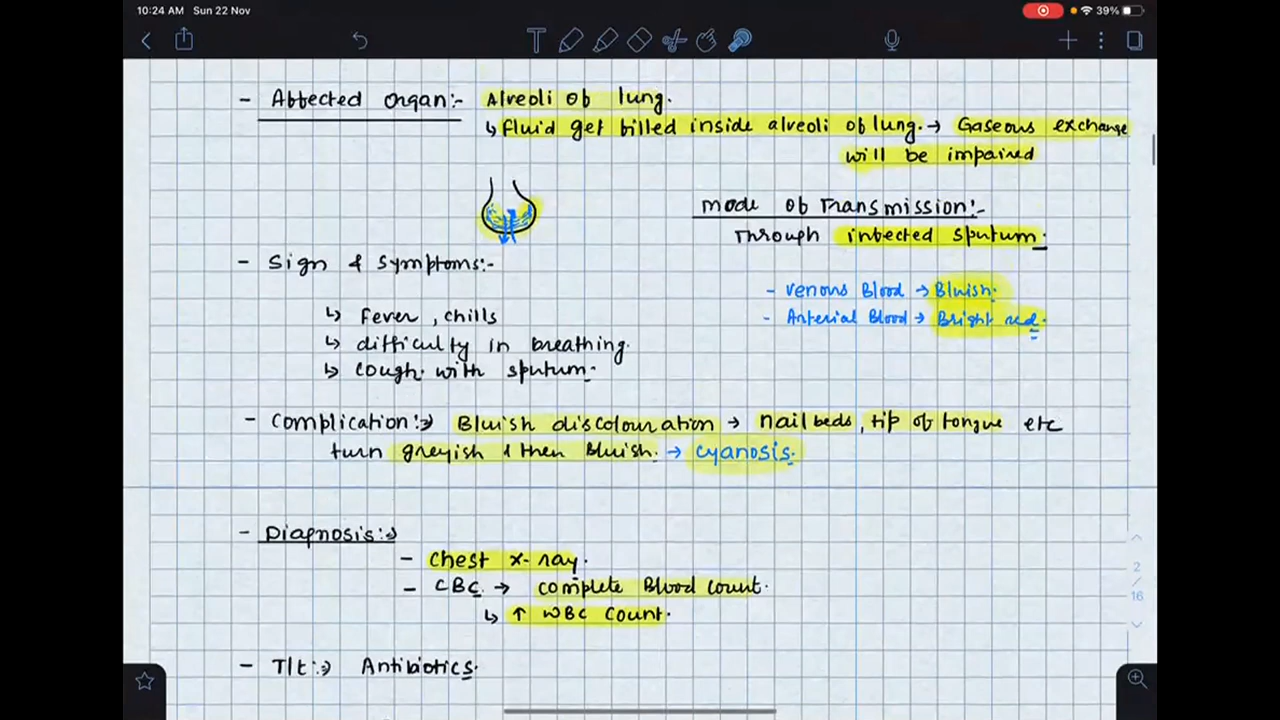 10:24 AM Sun 22 Nov
39%
- Affected organ:- Alveoli of lung.
↳ Fluid get filled inside alveoli of lung. → Gaseous exchange
will be impaired
Mode of Transmission:-
Through infected sputum.
- Sign & Symptoms:-
- Venous Blood → Bluish.
- Arterial Blood → Bright red.
↳ Fever, chills
↳ difficulty in breathing.
↳ cough with sputum.
- Complication:→ Bluish discolouration → Nail beds, tip of tongue etc
turn greyish & then Bluish. → cyanosis.
- Diagnosis:→
- Chest x-ray.
- CBC → complete Blood count.
↳ ↑ WBC count.
- T/t:→ Antibiotics.
2
/
16